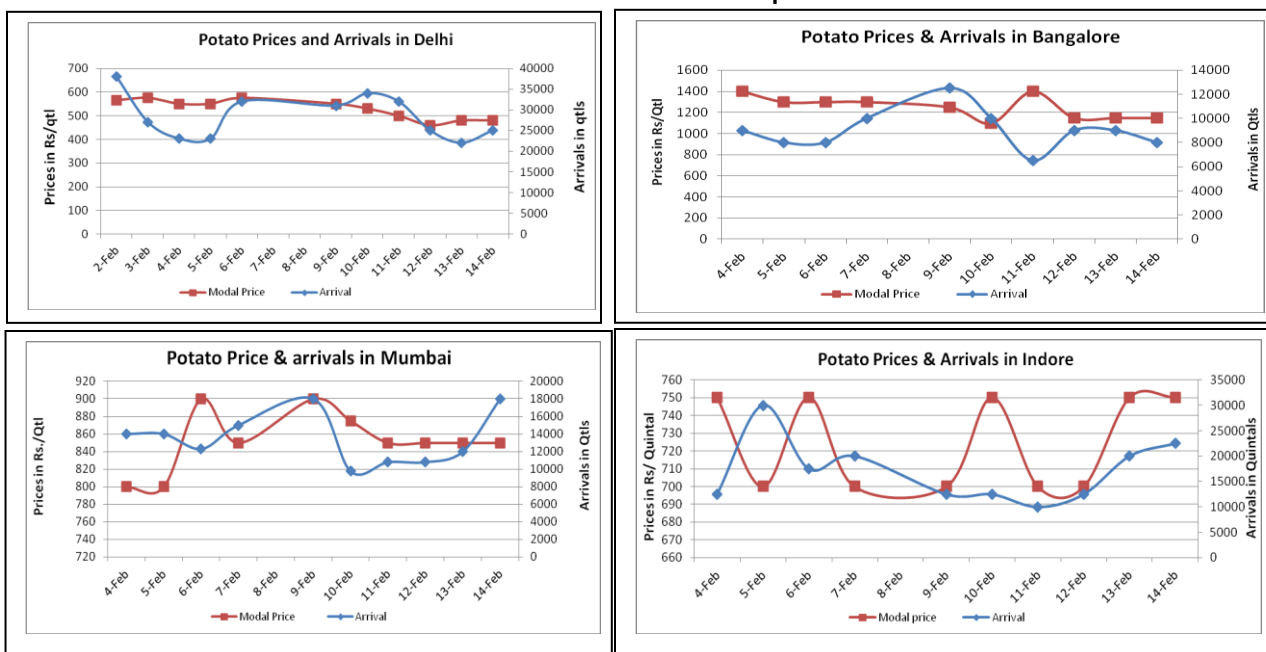 Potato Prices and Arrivals in Delhi
700
600
500
400
300
200
100
0
Prices in Rs/qtl
40000
35000
30000
25000
20000
15000
10000
5000
0
Arrivals in qtls
2-Feb
3-Feb
4-Feb
5-Feb
6-Feb
7-Feb
8-Feb
9-Feb
10-Feb
11-Feb
12-Feb
13-Feb
14-Feb
Modal Price
Arrival
Potato Prices & Arrivals in Bangalore
1600
1400
1200
1000
800
600
400
200
0
Prices in Rs/Qtl
14000
12000
10000
8000
6000
4000
2000
0
Arrivals in Qtls
4-Feb
5-Feb
6-Feb
7-Feb
8-Feb
9-Feb
10-Feb
11-Feb
12-Feb
13-Feb
14-Feb
Modal Price
Arrival
Potato Price & arrivals in Mumbai
920
900
880
860
840
820
800
780
760
740
720
Prices in Rs./Qtl
20000
18000
16000
14000
12000
10000
8000
6000
4000
2000
0
Arrivals in Qtls
4-Feb
5-Feb
6-Feb
7-Feb
8-Feb
9-Feb
10-Feb
11-Feb
12-Feb
13-Feb
14-Feb
Modal Price
Arrival
Potato Prices & Arrivals in Indore
760
750
740
730
720
710
700
690
680
670
660
Prices in Rs/ Quintal
35000
30000
25000
20000
15000
10000
5000
0
Arrivals in Quintals
4-Feb
5-Feb
6-Feb
7-Feb
8-Feb
9-Feb
10-Feb
11-Feb
12-Feb
13-Feb
14-Feb
Modal price
Arrival